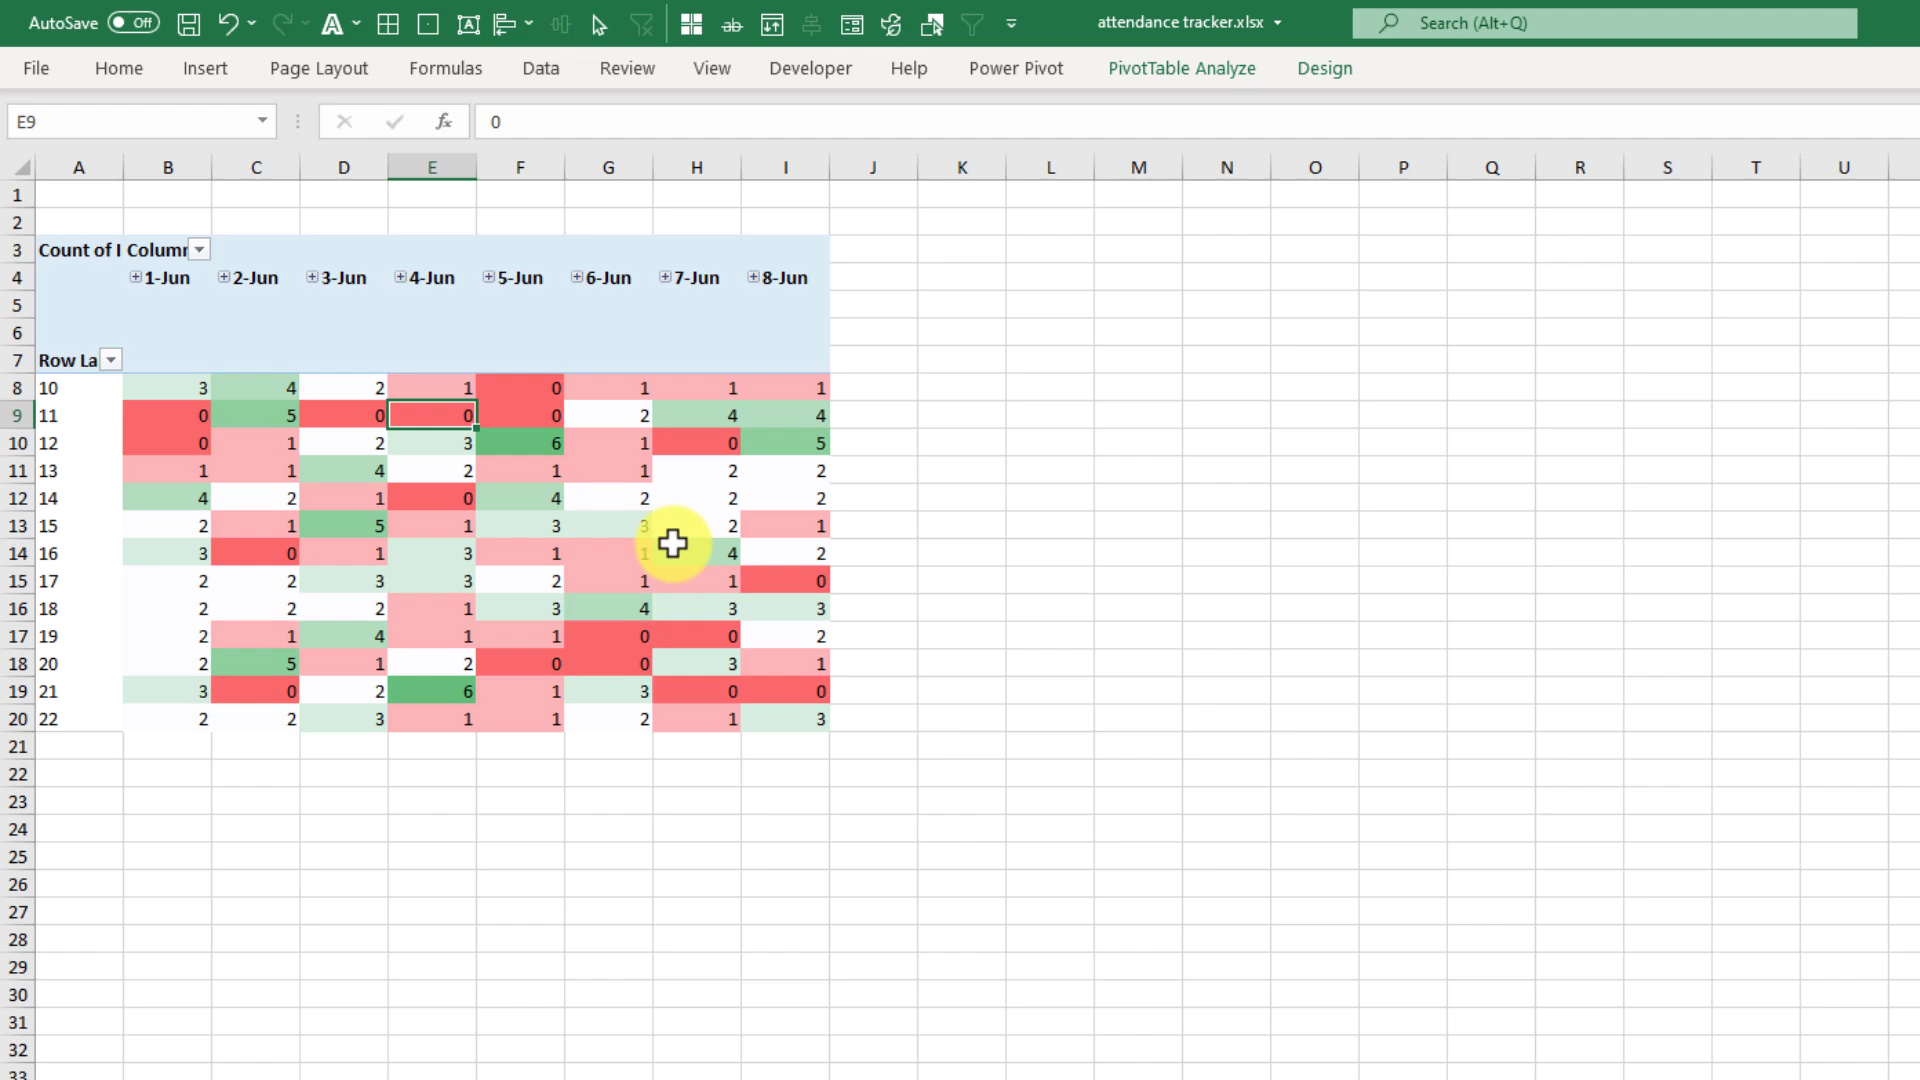 AutoSave Off attendance tracker.xlsx Search (Alt+Q)
File Home Insert Page Layout Formulas Data Review View Developer Help Power Pivot PivotTable Analyze Design
E9 fx 0
A B C D E F G H I J K L M N O P Q R S T U
1
2
3 Count of I Column
4 1-Jun 2-Jun 3-Jun 4-Jun 5-Jun 6-Jun 7-Jun 8-Jun
5
6
7 Row La
8 10 3 4 2 1 0 1 1 1
9 11 0 5 0 0 0 2 4 4
10 12 0 1 2 3 6 1 0 5
11 13 1 1 4 2 1 1 2 2
12 14 4 2 1 0 4 2 2 2
13 15 2 1 5 1 3 3 2 1
14 16 3 0 1 3 1 1 4 2
15 17 2 2 3 3 2 1 1 0
16 18 2 2 2 1 3 4 3 3
17 19 2 1 4 1 1 0 0 2
18 20 2 5 1 2 0 0 3 1
19 21 3 0 2 6 1 3 0 0
20 22 2 2 3 1 1 2 1 3
21
22
23
24
25
26
27
28
29
30
31
32
33